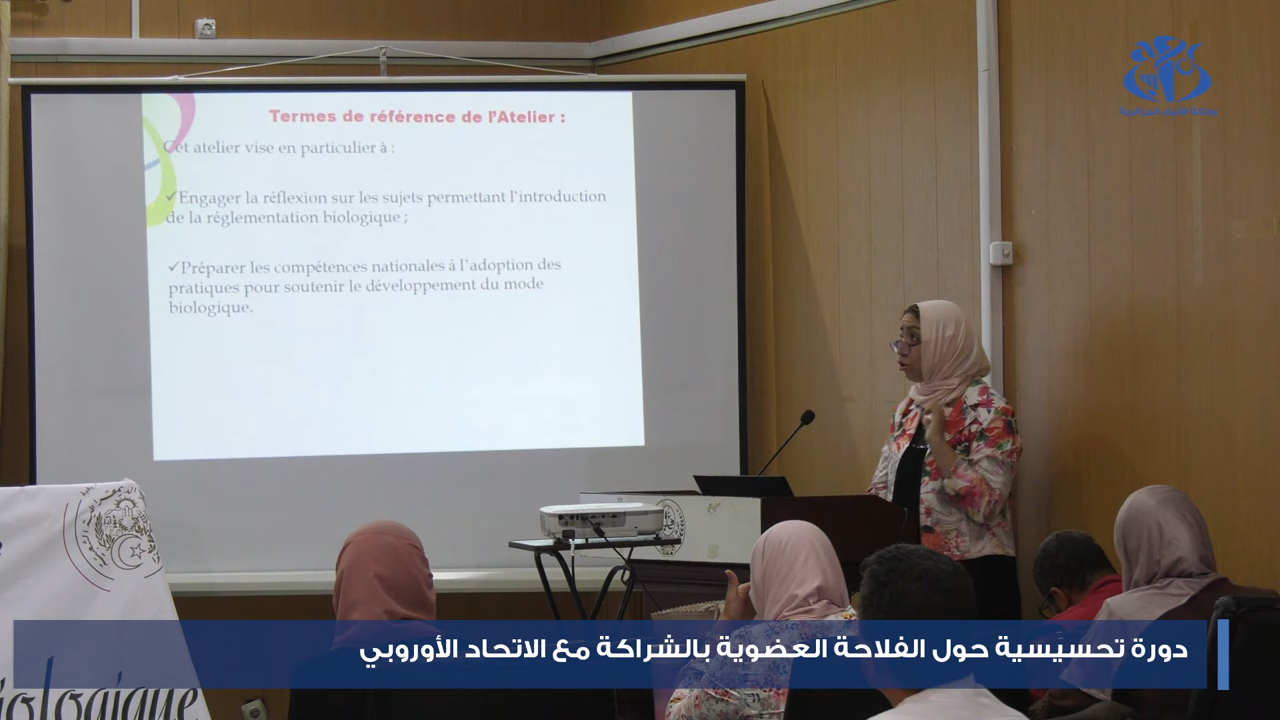 Termes de référence de l'Atelier :
Cet atelier vise en particulier à :
✓Engager la réflexion sur les sujets permettant l'introduction
de la réglementation biologique ;
✓Préparer les compétences nationales à l'adoption des
pratiques pour soutenir le développement du mode
biologique.
دورة تحسيسية حول الفلاحة العضوية بالشراكة مع الاتحاد الأوروبي
iologique